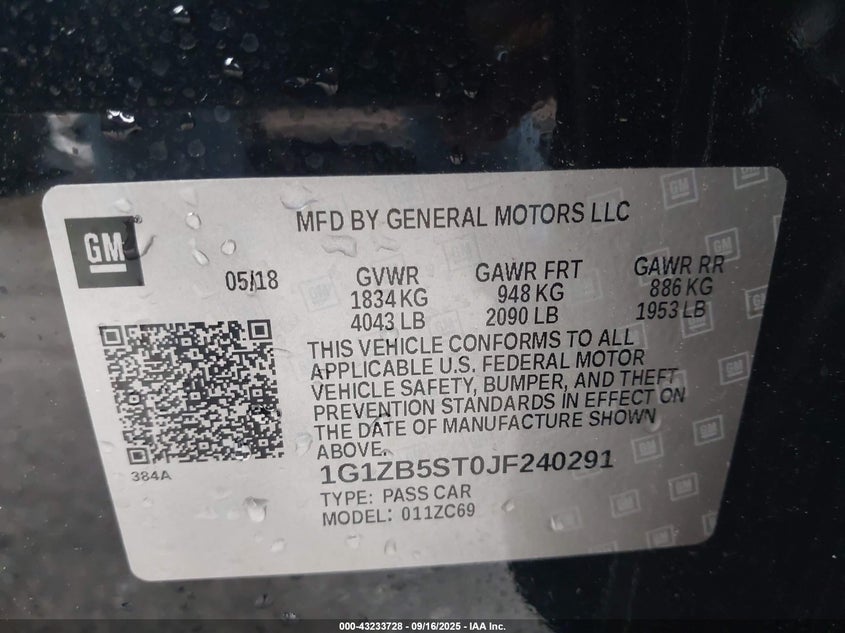 MFD BY GENERAL MOTORS LLC
GM
05/18
GVWR
1834 KG
4043 LB
GAWR FRT
948 KG
2090 LB
GAWR RR
886 KG
1953 LB
THIS VEHICLE CONFORMS TO ALL
APPLICABLE U.S. FEDERAL MOTOR
VEHICLE SAFETY, BUMPER, AND THEFT
PREVENTION STANDARDS IN EFFECT ON
THE DATE OF MANUFACTURE SHOWN
ABOVE.
384A
1G1ZB5ST0JF240291
TYPE: PASS CAR
MODEL: 011ZC69
000-43233728 - 09/16/2025 - IAA Inc.